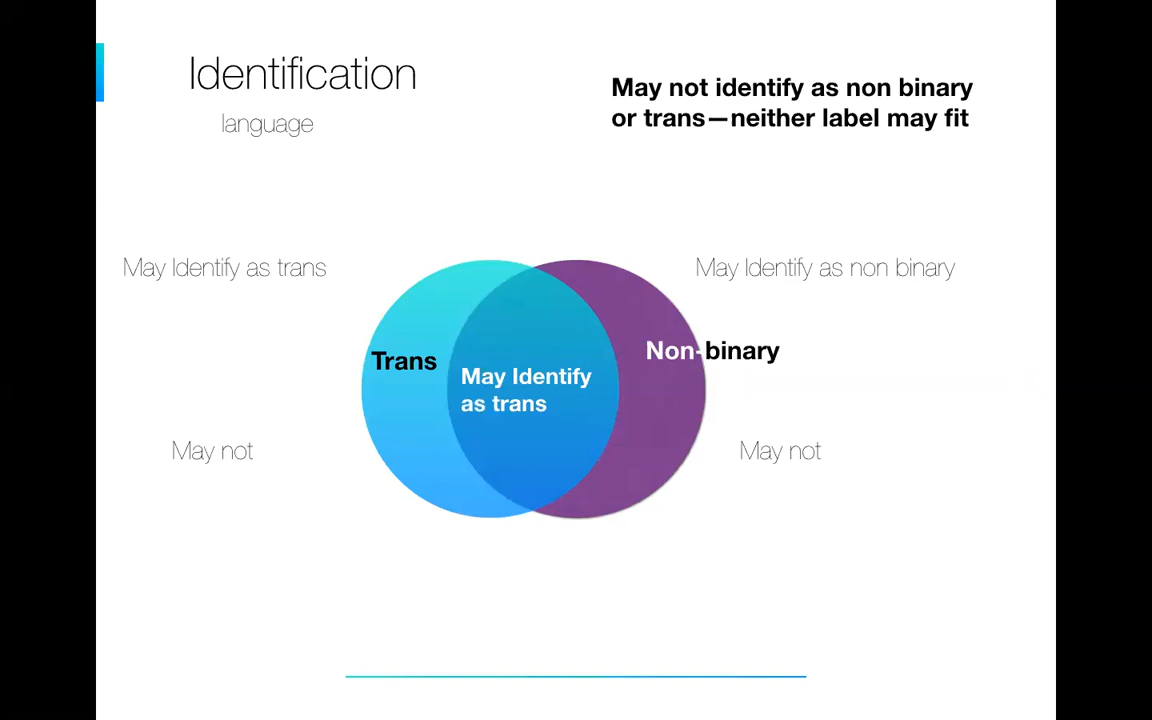 Identification
language
May not identify as non binary
or trans—neither label may fit
May Identify as trans
May Identify as non binary
Trans
May Identify
as trans
Non-binary
May not
May not